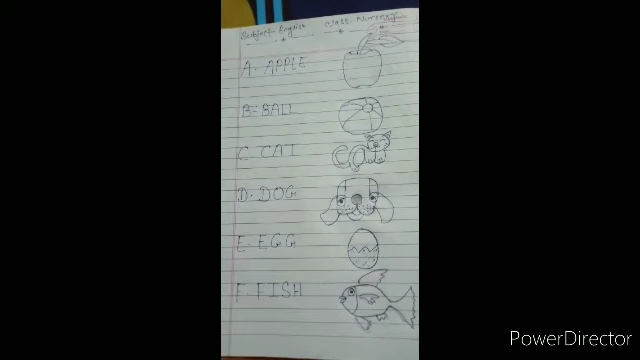 Subject- English Class Nursery
A- APPLE
B- BALL
C. CAT
D. DOG
E. EGG
F. FISH
PowerDirector